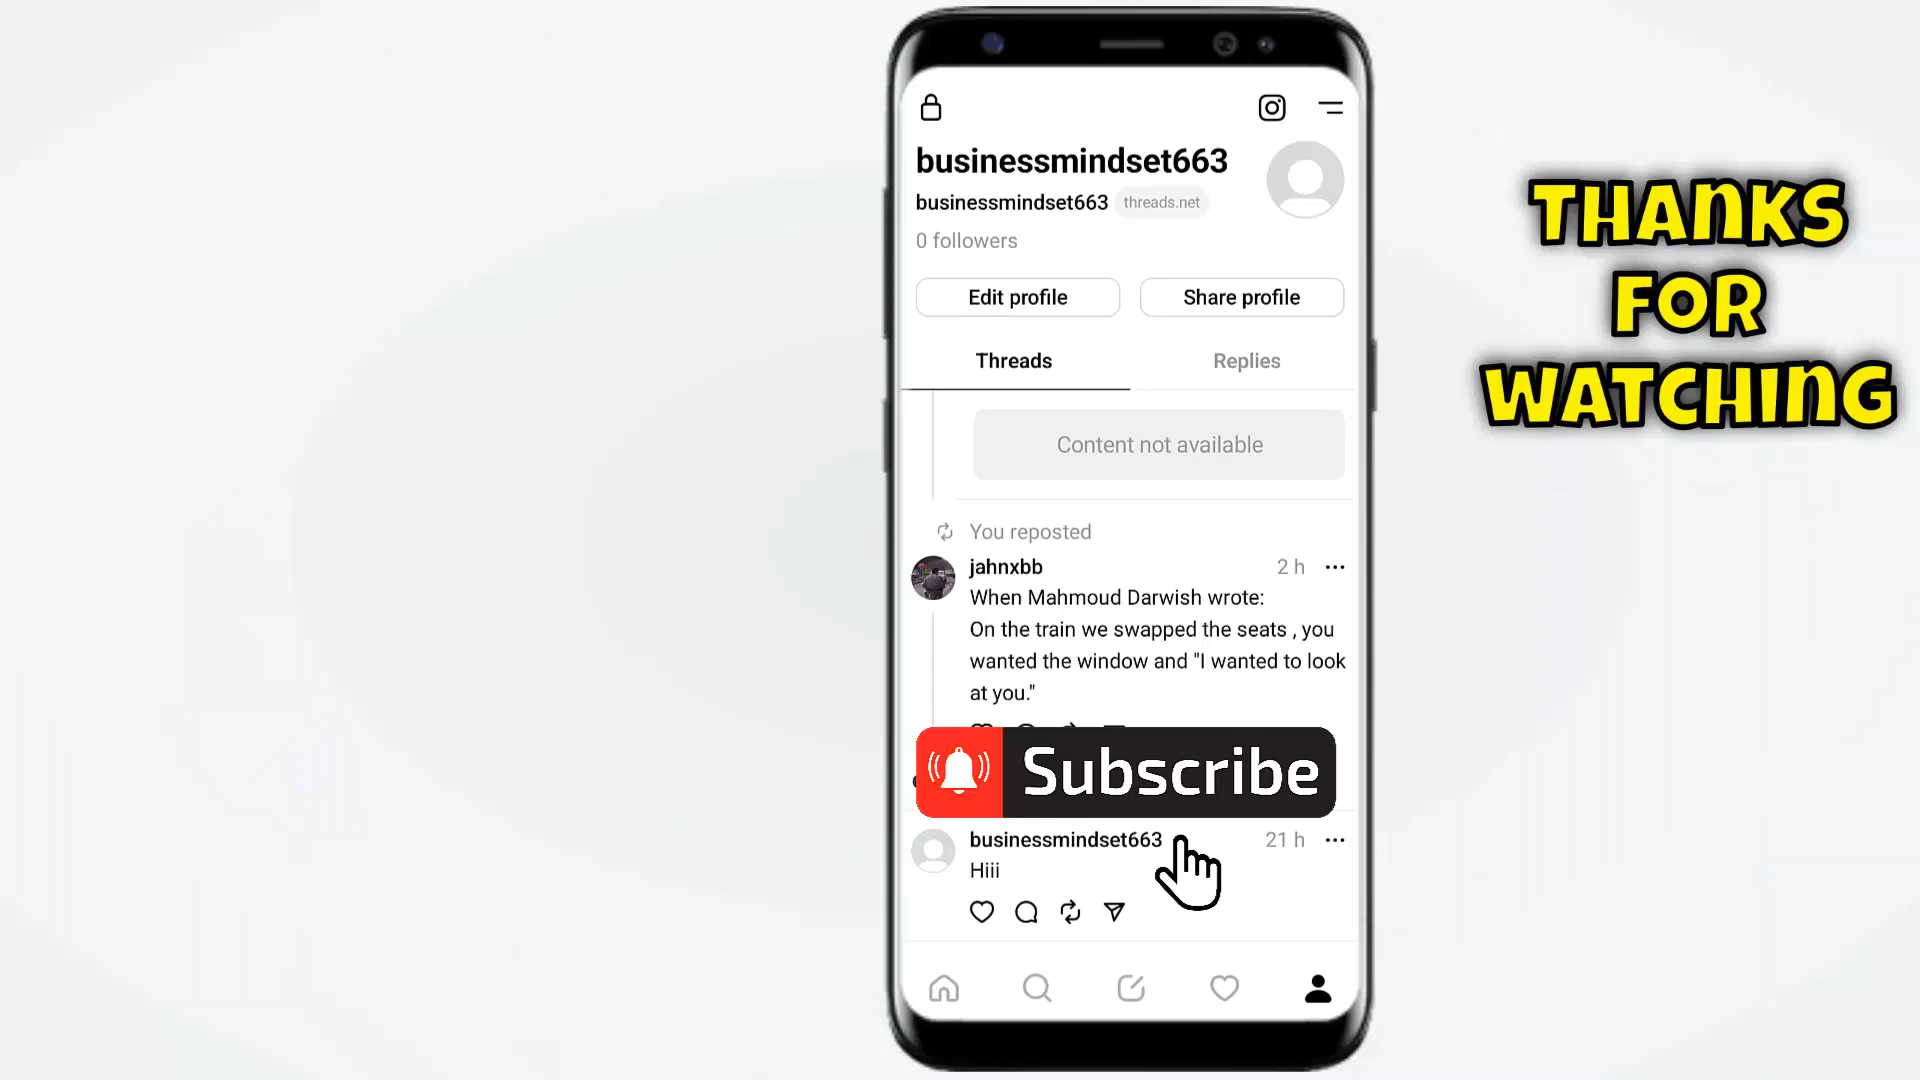 businessmindset663
businessmindset663 threads.net
0 followers
Edit profile Share profile
Threads Replies
Content not available
You reposted
jahnxbb 2 h
When Mahmoud Darwish wrote:
On the train we swapped the seats , you
wanted the window and "I wanted to look
at you."
Subscribe
businessmindset663 21 h
Hiii
THANKS
FOR
WATCHING